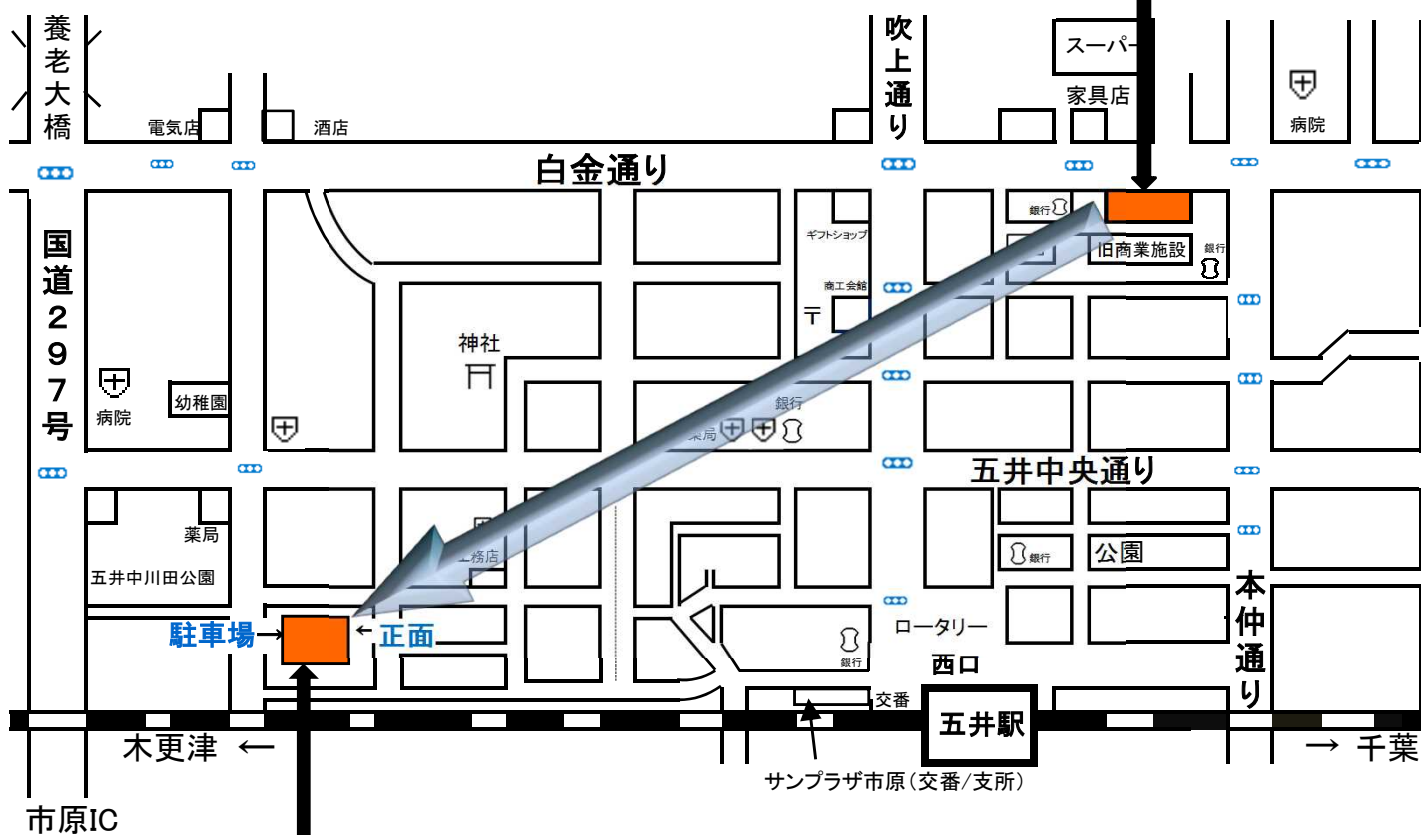 養老大橋
吹上通り
スーパー
家具店
病院
電気店
酒店
白金通り
国道297号
銀行
旧商業施設
銀行
ギフトショップ
商工会館
〒
神社
病院
幼稚園
銀行
薬局
五井中央通り
薬局
工務店
銀行
公園
五井中川田公園
本仲通り
駐車場→
←正面
ロータリー
銀行
西口
交番
五井駅
木更津 ←
→ 千葉
サンプラザ市原(交番/支所)
市原IC